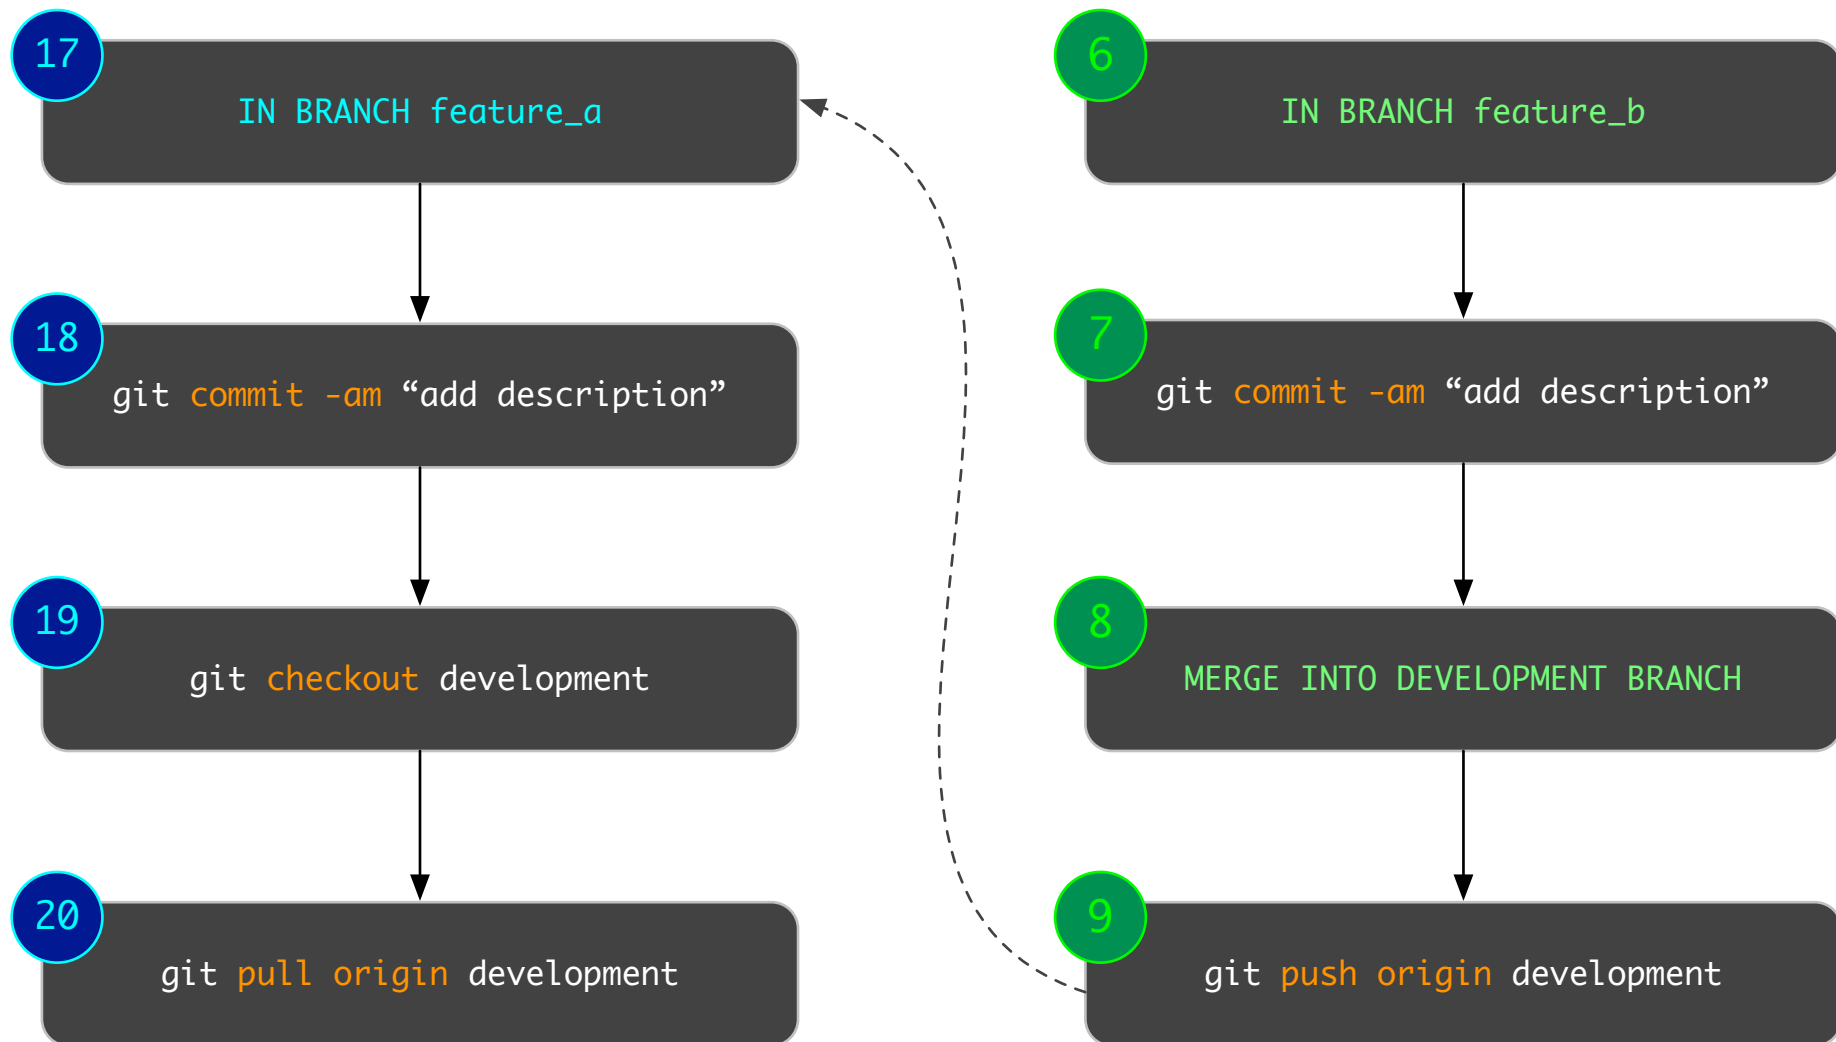 17
IN BRANCH feature_a
18
git commit -am “add description”
19
git checkout development
20
git pull origin development
6
IN BRANCH feature_b
7
git commit -am “add description”
8
MERGE INTO DEVELOPMENT BRANCH
9
git push origin development